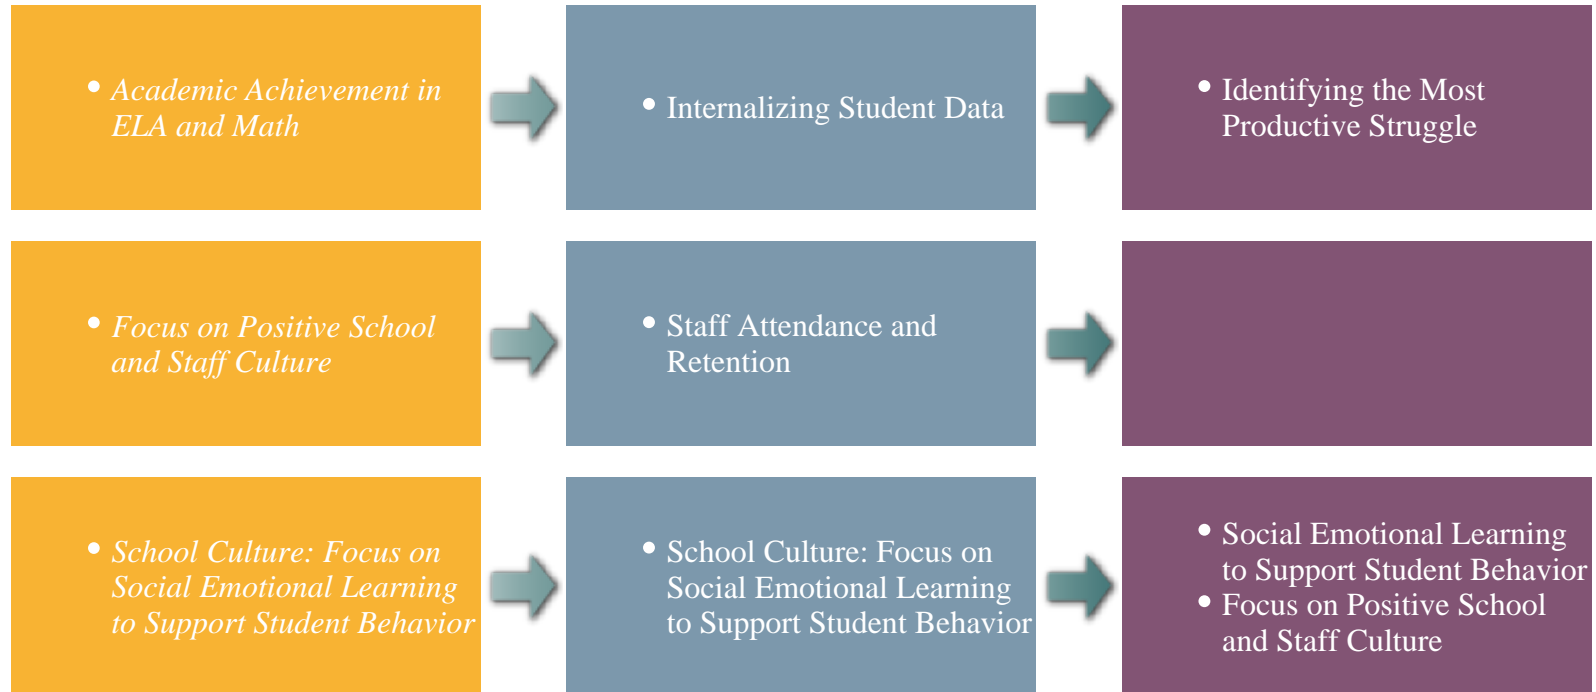 • Academic Achievement in
ELA and Math
• Internalizing Student Data
• Identifying the Most
Productive Struggle
• Focus on Positive School
and Staff Culture
• Staff Attendance and
Retention
• School Culture: Focus on
Social Emotional Learning
to Support Student Behavior
• School Culture: Focus on
Social Emotional Learning
to Support Student Behavior
• Social Emotional Learning
to Support Student Behavior
• Focus on Positive School
and Staff Culture